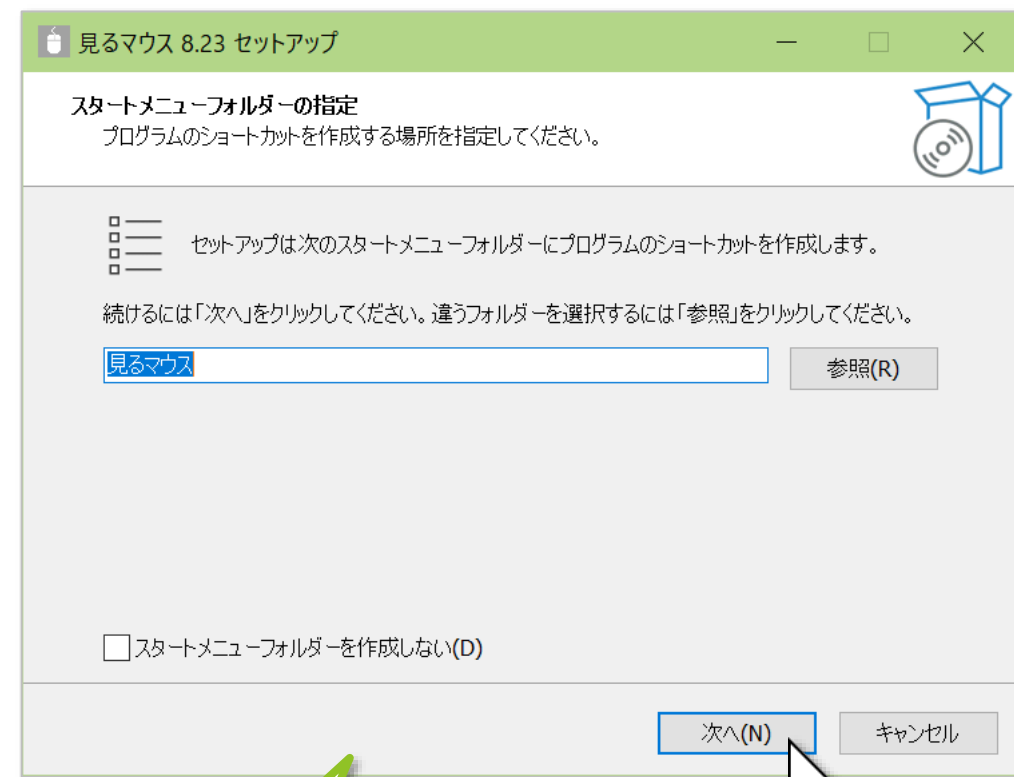 見るマウス 8.23 セットアップ
スタートメニューフォルダーの指定
プログラムのショートカットを作成する場所を指定してください。
セットアップは次のスタートメニューフォルダーにプログラムのショートカットを作成します。
続けるには「次へ」をクリックしてください。違うフォルダーを選択するには「参照」をクリックしてください。
見るマウス
参照(R)
スタートメニューフォルダーを作成しない(D)
次へ(N)
キャンセル